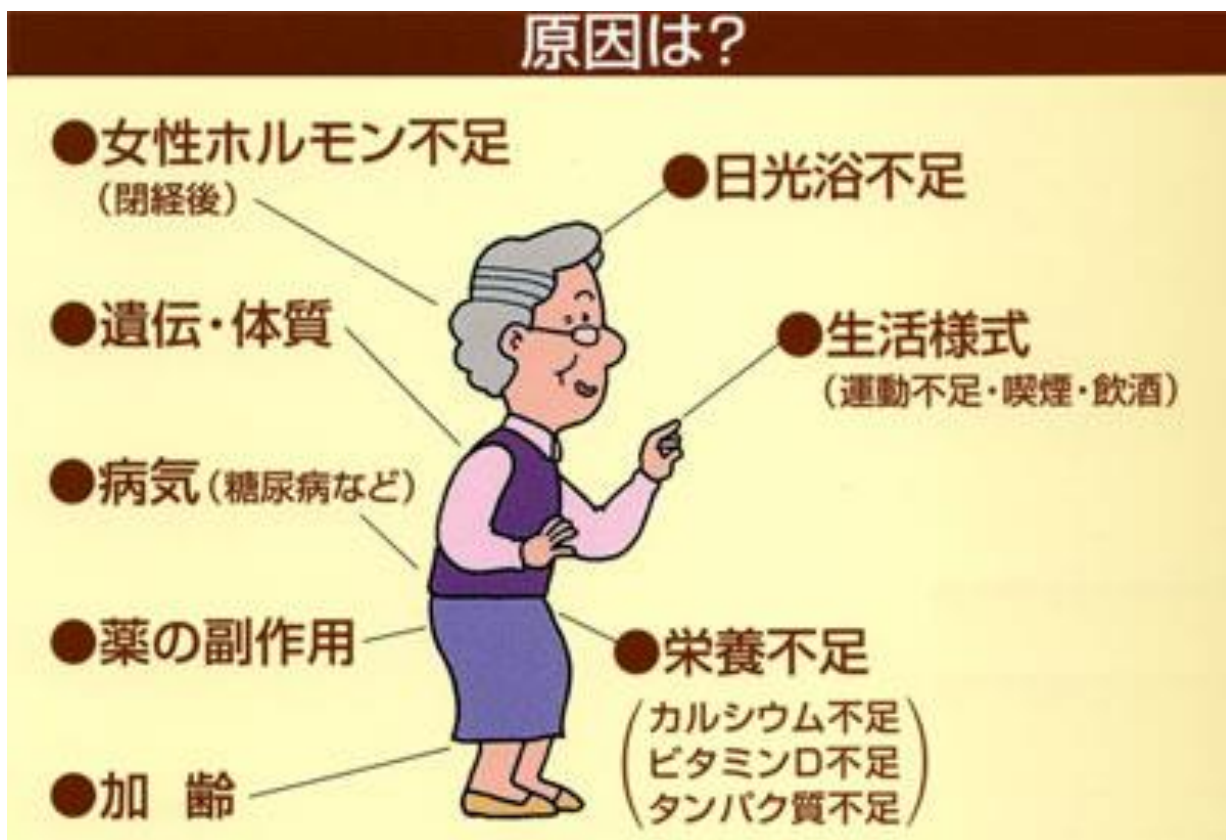 原因は?
●女性ホルモン不足
（閉経後）
●日光浴不足
●遺伝・体質
●生活様式
（運動不足・喫煙・飲酒）
●病気（糖尿病など）
●薬の副作用
●栄養不足
（カルシウム不足
ビタミンD不足
タンパク質不足）
●加 齢